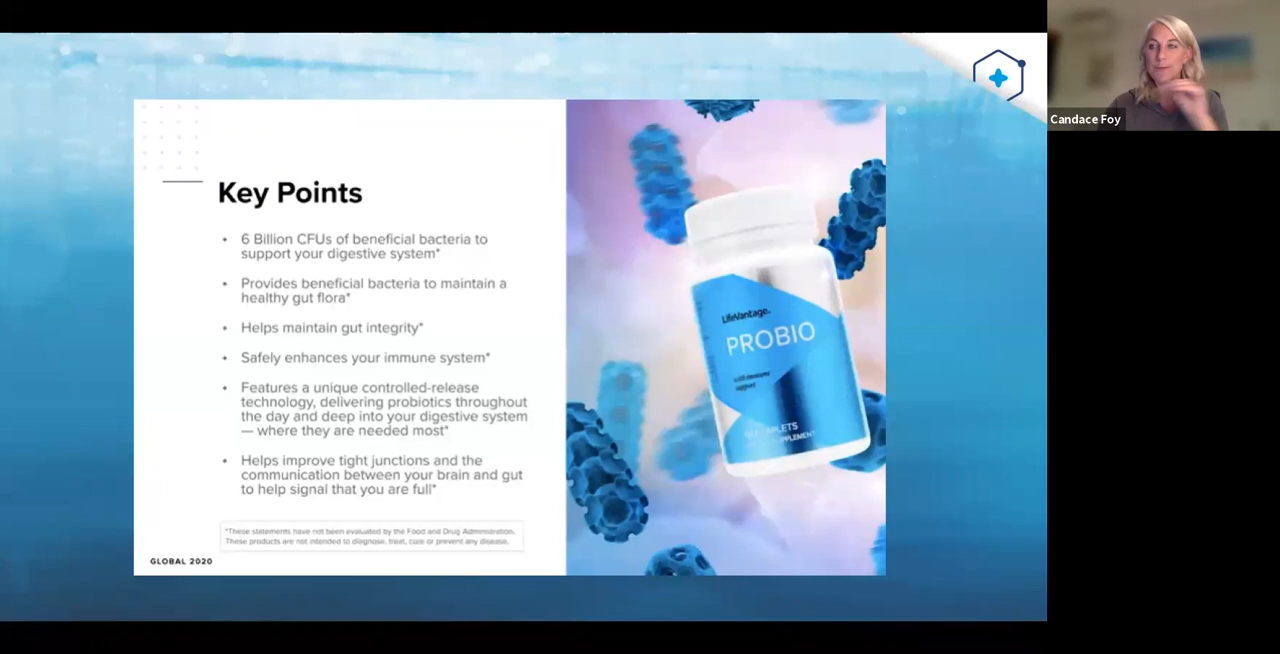 Key Points
• 6 Billion CFUs of beneficial bacteria to
support your digestive system*
• Provides beneficial bacteria to maintain a
healthy gut flora*
• Helps maintain gut integrity*
• Safely enhances your immune system*
• Features a unique controlled-release
technology, delivering probiotics throughout
the day and deep into your digestive system
— where they are needed most*
• Helps improve tight junctions and the
communication between your brain and gut
to help signal that you are full*
*These statements have not been evaluated by the Food and Drug Administration.
These products are not intended to diagnose, treat, cure or prevent any disease.
GLOBAL 2020
LifeVantage.
PROBIO
with immune
support
Candace Foy